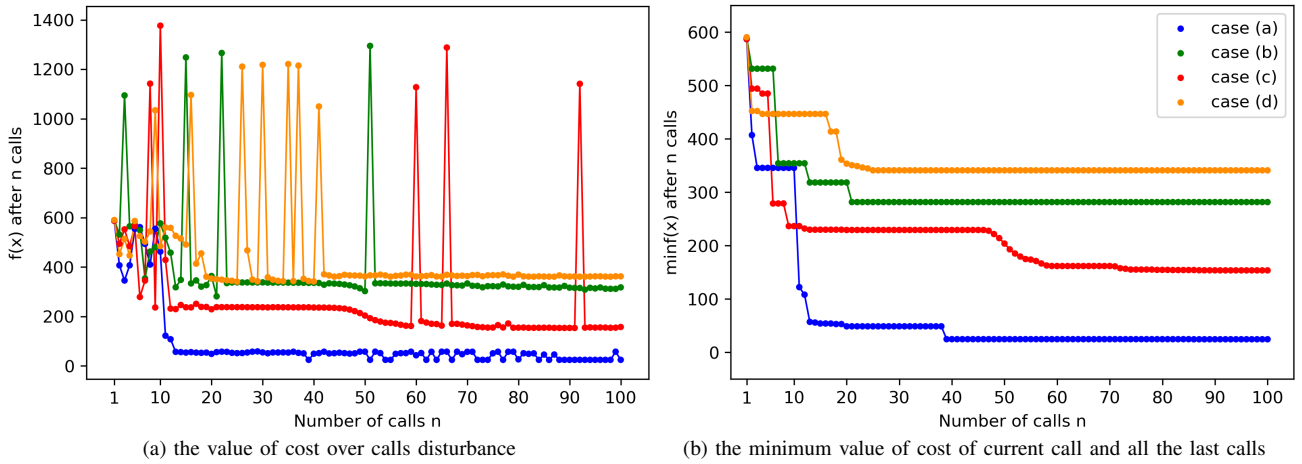 1400
1200
1000
800
600
400
200
0
f(x) after n calls
1 10 20 30 40 50 60 70 80 90 100
Number of calls n
(a) the value of cost over calls disturbance
600
500
400
300
200
100
0
minf(x) after n calls
case (a)
case (b)
case (c)
case (d)
1 10 20 30 40 50 60 70 80 90 100
Number of calls n
(b) the minimum value of cost of current call and all the last calls